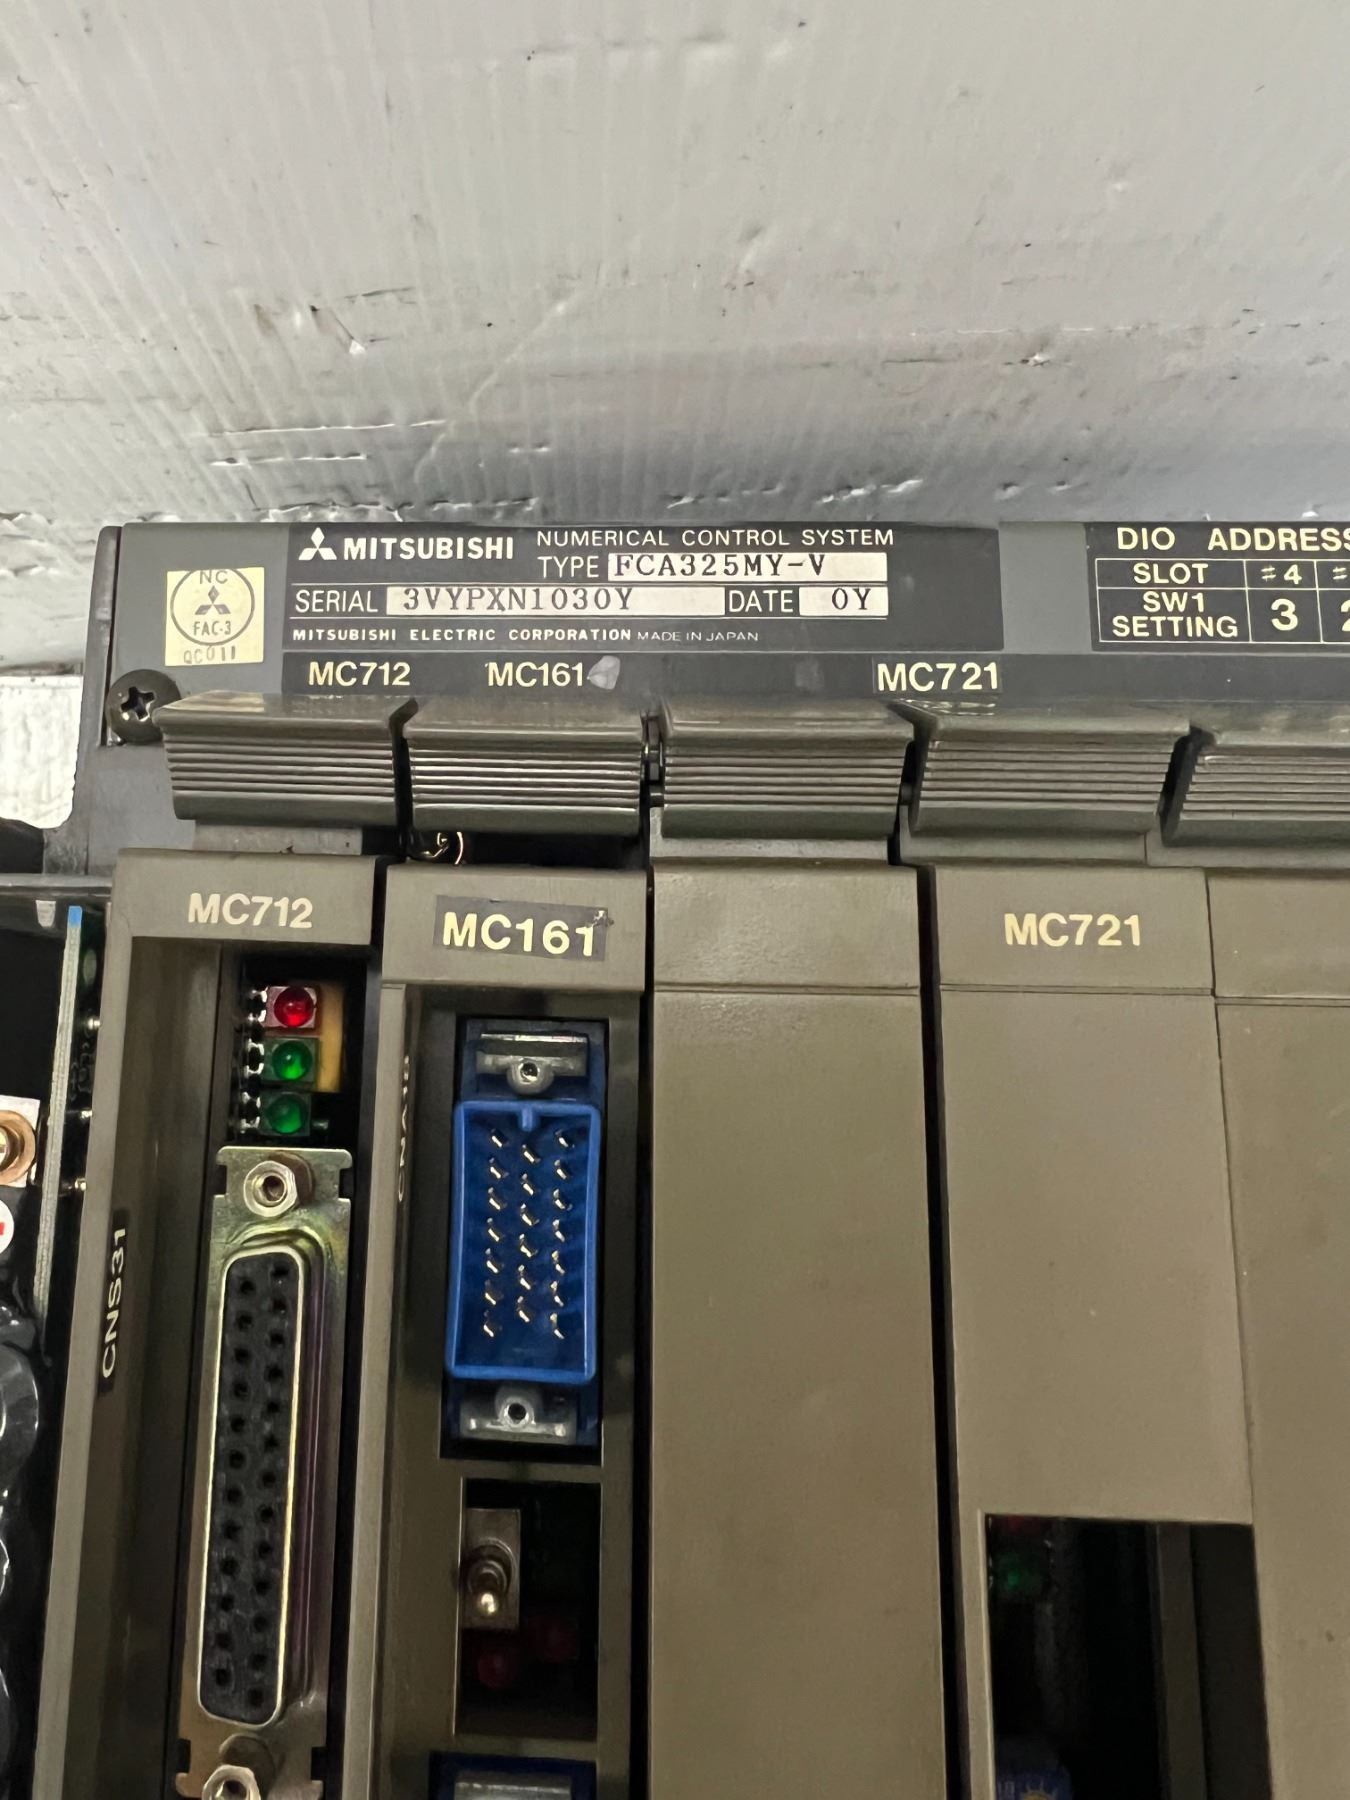 NC
FAC-3
QC011
MITSUBISHI NUMERICAL CONTROL SYSTEM
TYPE FCA325MY-V
SERIAL 3VYPXN1030Y DATE 0Y
MITSUBISHI ELECTRIC CORPORATION MADE IN JAPAN
DIO ADDRESS
SLOT #4 #
SW1 SETTING 3 2
MC712 MC161 MC721
MC712
MC161
MC721
CNS31